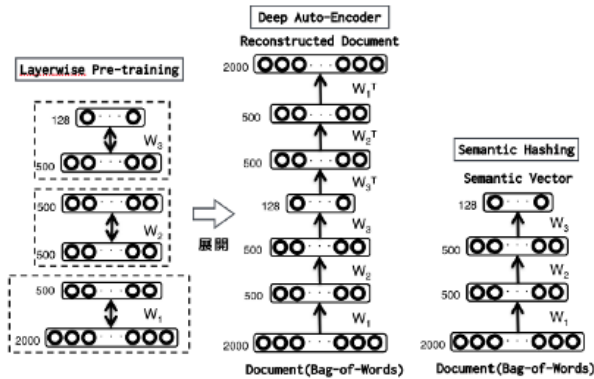 Layerwise Pre-training
128
W3
500
500
W2
500
500
W1
2000
展開
Deep Auto-Encoder
Reconstructed Document
2000
W1T
500
W2T
500
W3T
128
W3
500
W2
500
W1
2000
Document(Bag-of-Words)
Semantic Hashing
Semantic Vector
128
W3
500
W2
500
W1
2000
Document(Bag-of-Words)